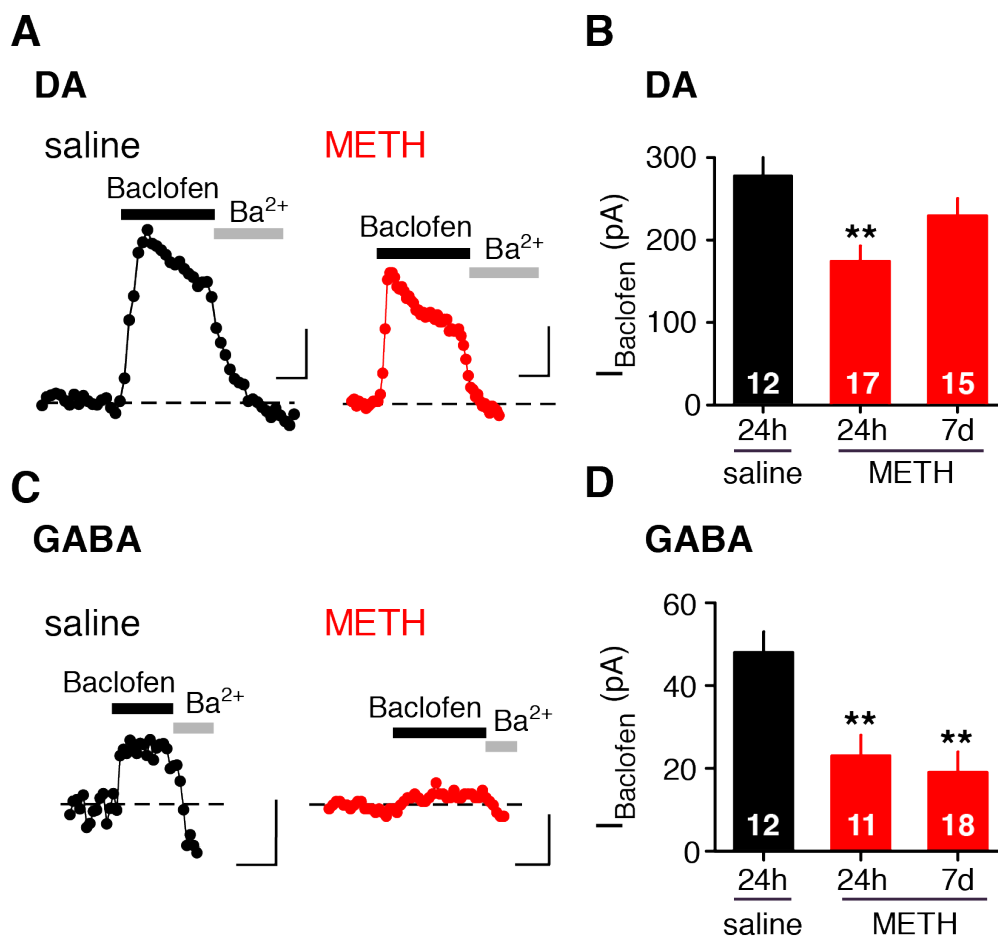 A
DA
saline
METH
Baclofen
Ba2+
Baclofen
Ba2+
B
DA
IBaclofen (pA)
300
200
100
0
**
12
17
15
24h
24h
7d
saline
METH
C
GABA
saline
METH
Baclofen
Ba2+
Baclofen
Ba2+
D
GABA
IBaclofen (pA)
60
40
20
0
**
**
12
11
18
24h
24h
7d
saline
METH